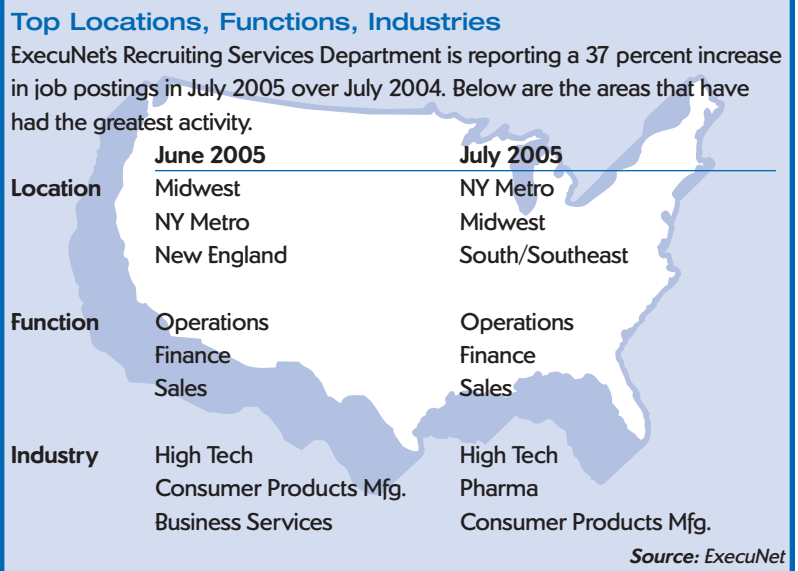 Top Locations, Functions, Industries
ExecuNet's Recruiting Services Department is reporting a 37 percent increase
in job postings in July 2005 over July 2004. Below are the areas that have
had the greatest activity.
June 2005 July 2005
Location Midwest NY Metro
NY Metro Midwest
New England South/Southeast
Function Operations Operations
Finance Finance
Sales Sales
Industry High Tech High Tech
Consumer Products Mfg. Pharma
Business Services Consumer Products Mfg.
Source: ExecuNet